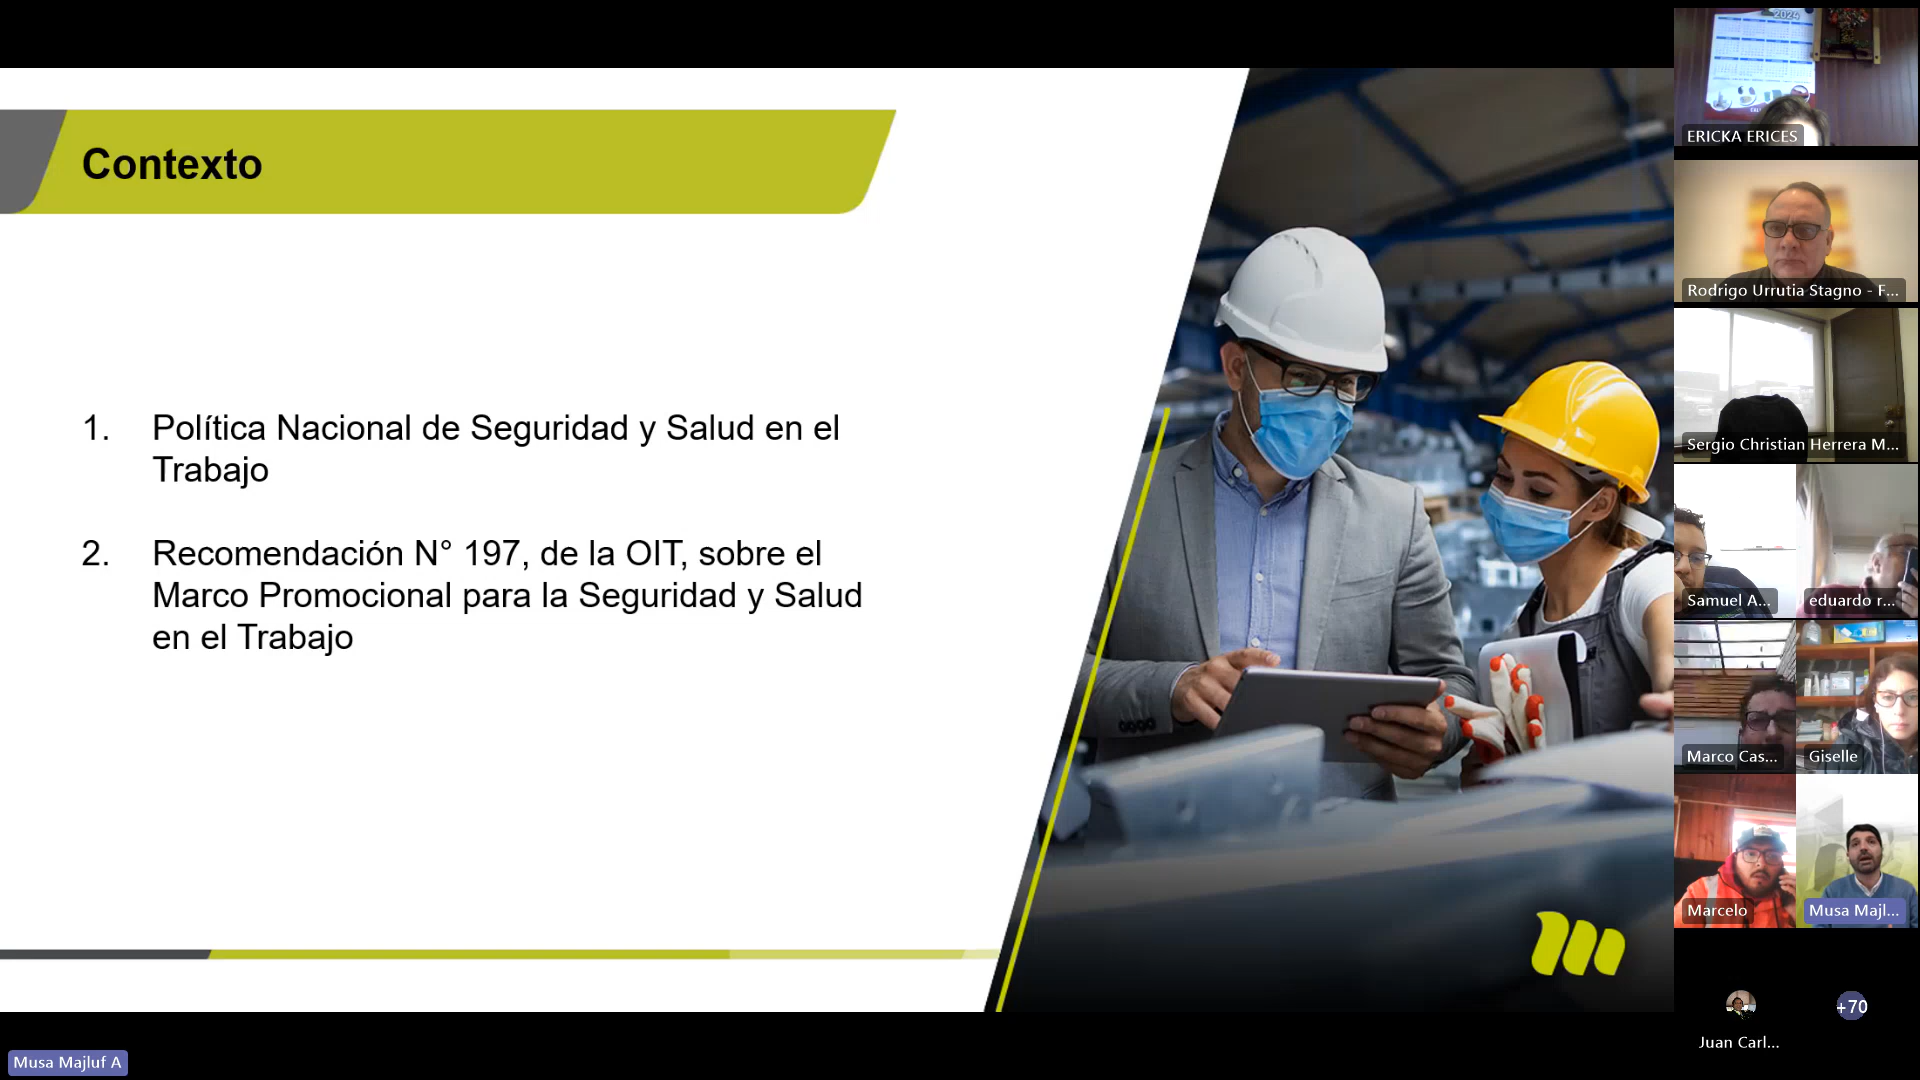 Contexto
1. Política Nacional de Seguridad y Salud en el
Trabajo
2. Recomendación N° 197, de la OIT, sobre el
Marco Promocional para la Seguridad y Salud
en el Trabajo
Musa Majluf A
2024
ERICKA ERICES
Rodrigo Urrutia Stagno - F...
Sergio Christian Herrera M...
Samuel A...
eduardo r...
Marco Cas...
Giselle
Marcelo
Musa Majl...
Juan Carl...
+70